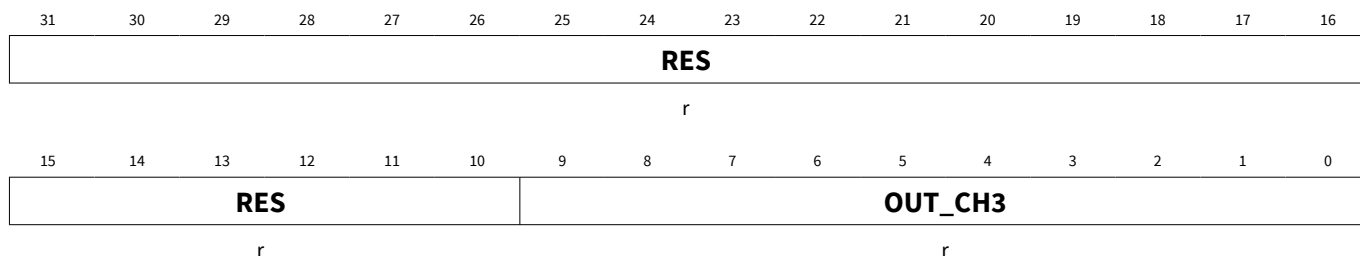 31 30 29 28 27 26 25 24 23 22 21 20 19 18 17 16
RES
r
15 14 13 12 11 10 9 8 7 6 5 4 3 2 1 0
RES OUT_CH3
r r